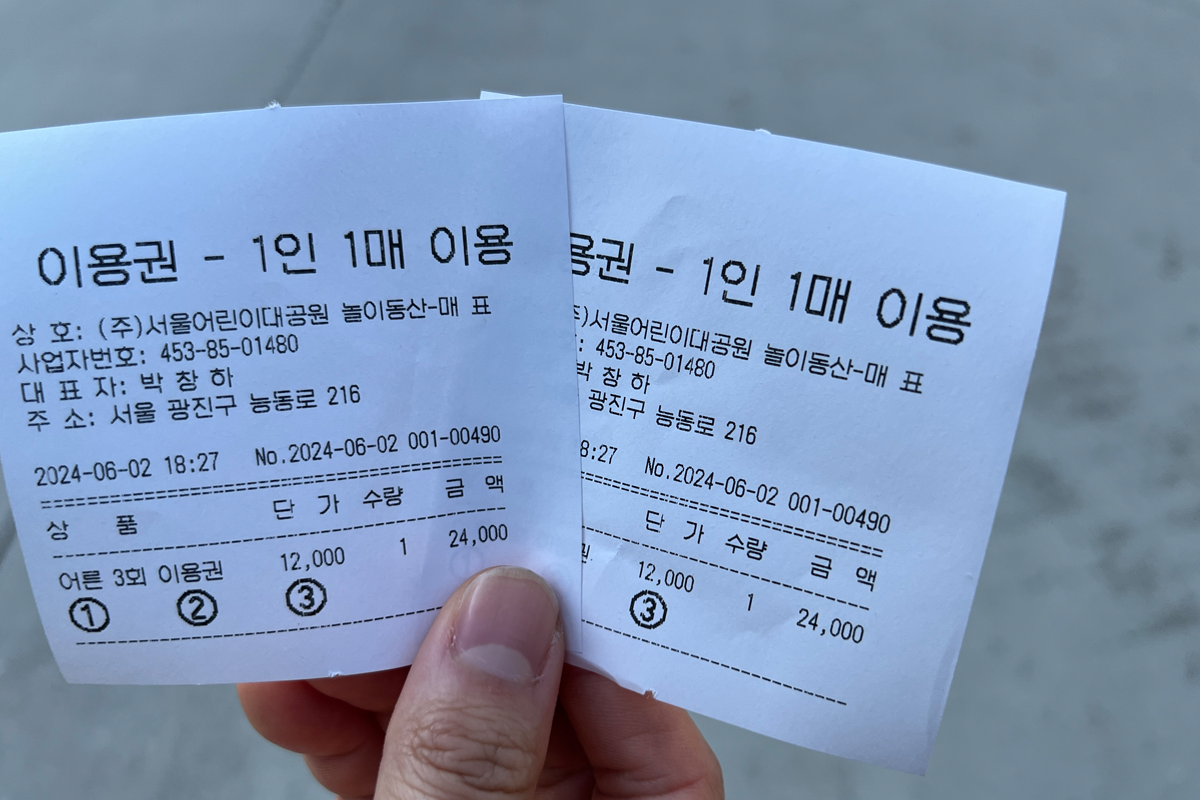 이용권 - 1인 1매 이용
상 호: (주)서울어린이대공원 놀이동산-매 표
사업자번호: 453-85-01480
대 표 자: 박 창 하
주 소: 서울 광진구 능동로 216
2024-06-02 18:27 No.2024-06-02 001-00490
상 품 단 가 수량 금 액
어른 3회 이용권 12,000 1 24,000
① ② ③
용권 - 1인 1매 이용
주)서울어린이대공원 놀이동산-매 표
: 453-85-01480
박 창 하
광진구 능동로 216
8:27 No.2024-06-02 001-00490
단 가 수량 금 액
권 12,000 1 24,000
③